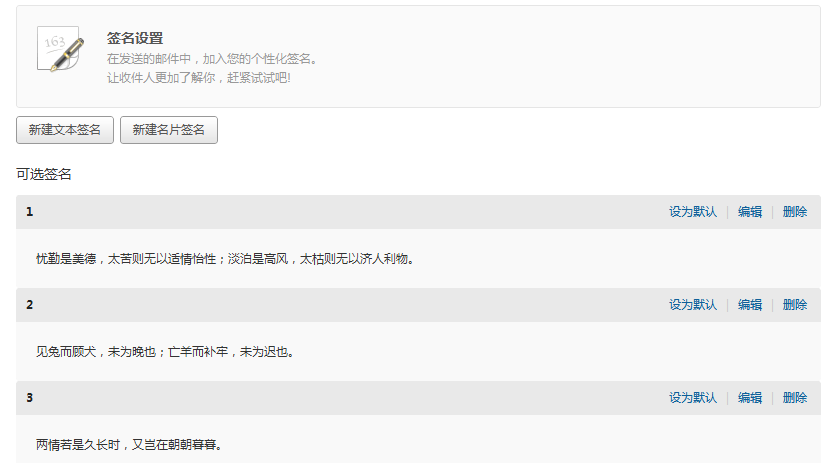 163
签名设置
在发送的邮件中，加入您的个性化签名。
让收件人更加了解你，赶紧试试吧!
新建文本签名 新建名片签名
可选签名
1 设为默认 | 编辑 | 删除
忧勤是美德，太苦则无以适情怡性；淡泊是高风，太枯则无以济人利物。
2 设为默认 | 编辑 | 删除
见兔而顾犬，未为晚也；亡羊而补牢，未为迟也。
3 设为默认 | 编辑 | 删除
两情若是久长时，又岂在朝朝暮暮。